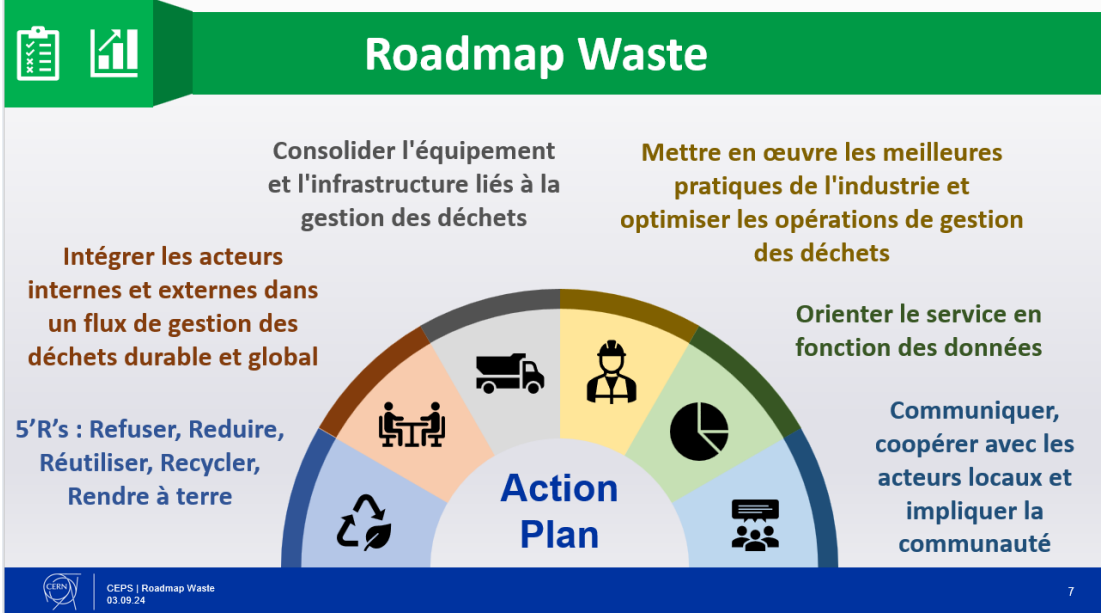 Roadmap Waste
Consolider l'équipement
et l'infrastructure liés à la
gestion des déchets
Mettre en œuvre les meilleures
pratiques de l'industrie et
optimiser les opérations de gestion
des déchets
Intégrer les acteurs
internes et externes dans
un flux de gestion des
déchets durable et global
Orienter le service en
fonction des données
5'R's : Refuser, Reduire,
Réutiliser, Recycler,
Rendre à terre
Communiquer,
coopérer avec les
acteurs locaux et
impliquer la
communauté
Action
Plan
CERN
CEPS | Roadmap Waste
03.09.24
7